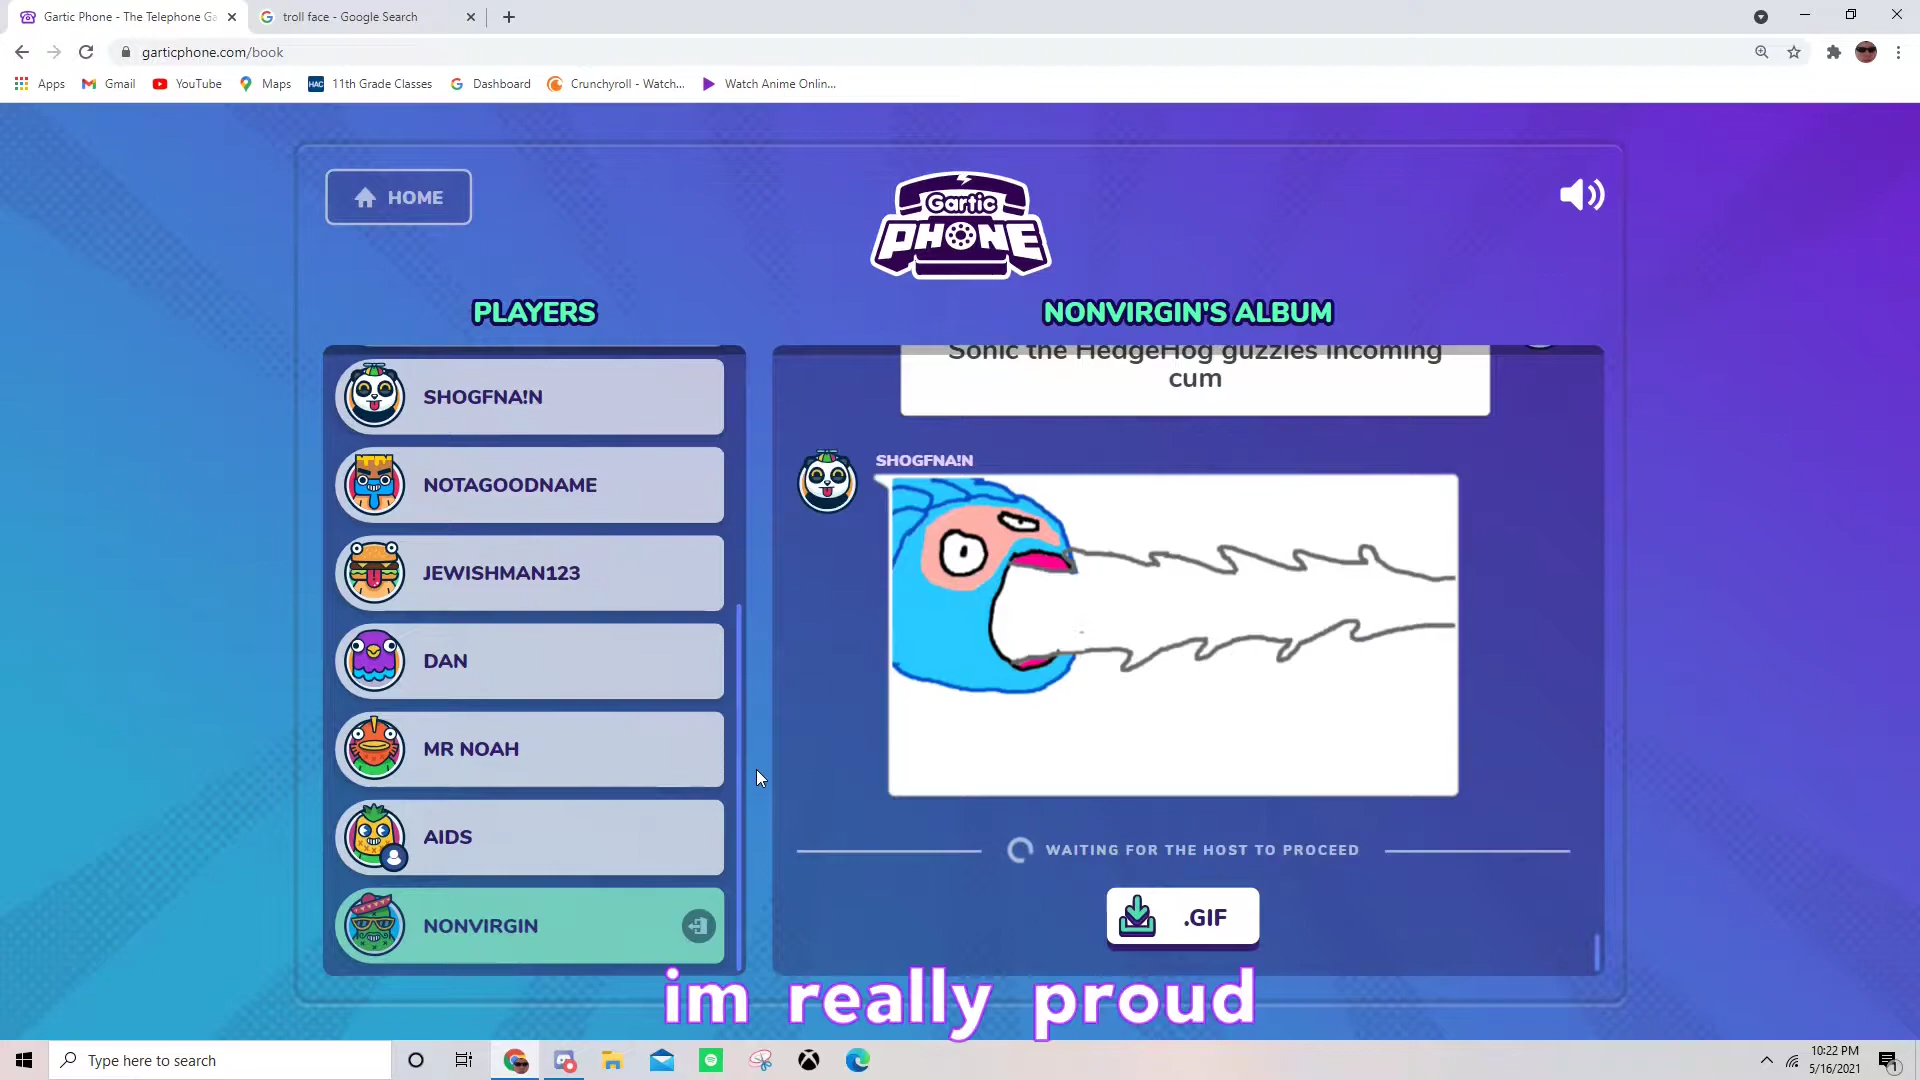 Gartic Phone - The Telephone Ga
troll face - Google Search
garticphone.com/book
Apps
Gmail
YouTube
Maps
HAC
11th Grade Classes
Dashboard
Crunchyroll - Watch...
Watch Anime Onlin...
HOME
Gartic
PHONE
PLAYERS
NONVIRGIN'S ALBUM
SHOGFNA!N
NOTAGOODNAME
JEWISHMAN123
DAN
MR NOAH
AIDS
NONVIRGIN
Sonic the HedgeHog guzzles incoming
cum
SHOGFNA!N
WAITING FOR THE HOST TO PROCEED
.GIF
im really proud
Type here to search
10:22 PM
5/16/2021
1